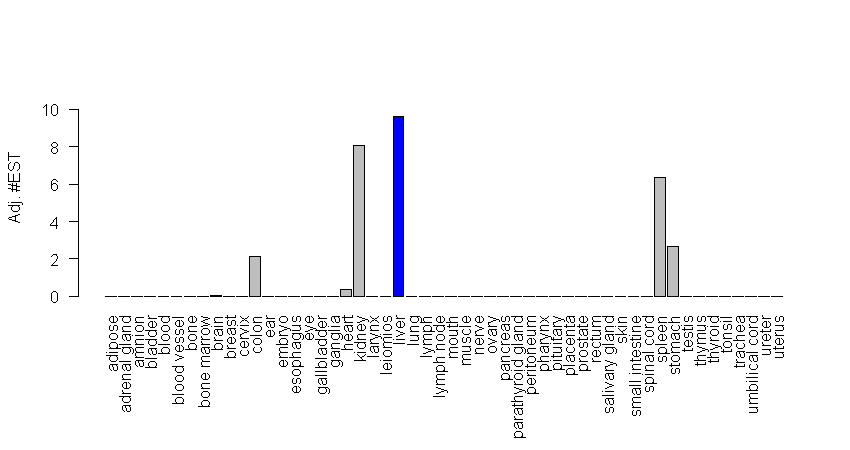 10
8
6
4
2
0
Adj. #EST
adipose
adrenal gland
amnion
bladder
blood
blood vessel
bone
bone marrow
brain
breast
cervix
colon
ear
embryo
esophagus
eye
gallbladder
ganglia
heart
kidney
larynx
leiomios
liver
lung
lymph
lymph node
mouth
muscle
nerve
ovary
pancreas
parathyroid gland
peritoneum
pharynx
pituitary
placenta
prostate
rectum
salivary gland
skin
small intestine
spinal cord
spleen
stomach
testis
thymus
thyroid
tonsil
trachea
umbilical cord
ureter
uterus